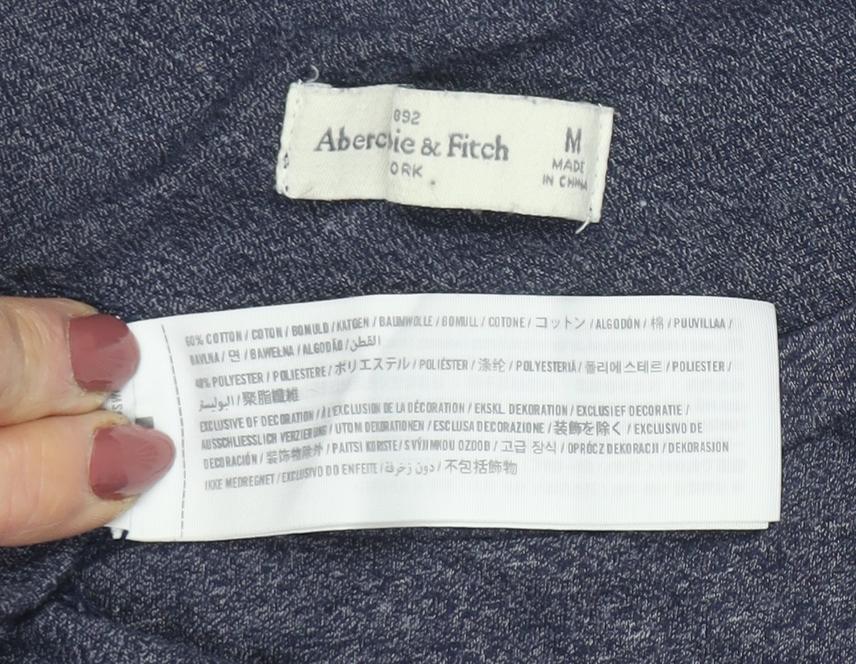 892
Abercbie & Fitch
ORK
M
MADE
IN CHINA
60% COTTON / COTON / BOMULD / KATOEN / BAUMWOLLE / BOMULL / COTONE / コットン / ALGODÓN / 棉 / PUUVILLAA /
BAVLNA / 면 / BAWEŁNA / ALGODÃO / القطن
40% POLYESTER / POLIESTERE / ポリエステル / POLIÉSTER / 涤纶 / POLYESTERIÄ / 폴리에스테르 / POLIESTER /
البوليستر / 聚脂纖維
EXCLUSIVE OF DECORATION / À L'EXCLUSION DE LA DÉCORATION / EKSKL. DEKORATION / EXCLUSIEF DECORATIE /
AUSSCHLIESSLICH VERZIERUNG / UTOM DEKORATIONEN / ESCLUSA DECORAZIONE / 装飾を除く / EXCLUSIVO DE
DECORACIÓN / 装饰物除外 / PAITSI KORISTE / S VÝJIMKOU OZDOB / 고급 장식 / OPRÓCZ DEKORACJI / DEKORASJON
IKKE MEDREGNET / EXCLUSIVO DO ENFEITE / دون زخرفة / 不包括飾物